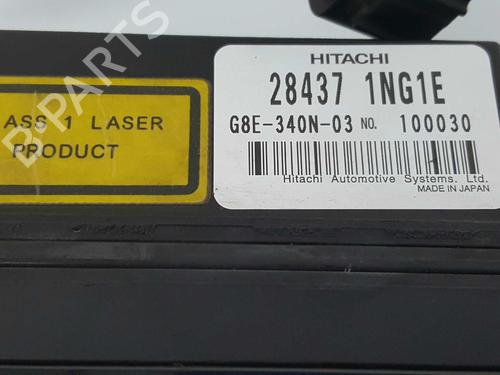 HITACHI
28437 1NG1E
G8E-340N-03 NO. 100030
Hitachi Automotive Systems. Ltd.
MADE IN JAPAN
ASS 1 LASER
PRODUCT
B-PARTS